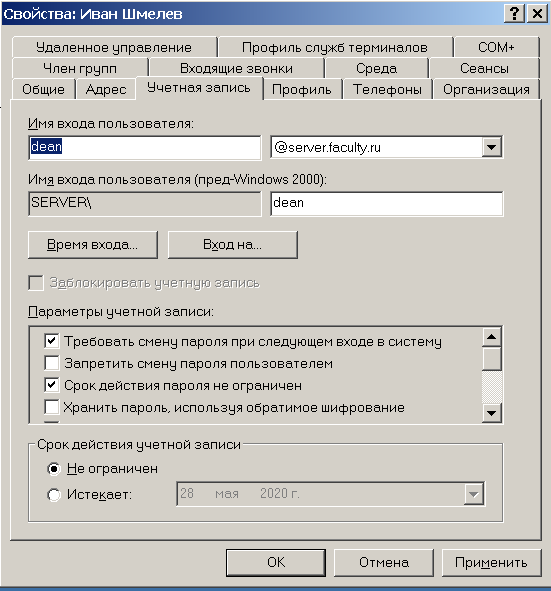 Свойства: Иван Шмелев
Удаленное управление Профиль служб терминалов COM+
Член групп Входящие звонки Среда Сеансы
Общие Адрес Учетная запись Профиль Телефоны Организация
Имя входа пользователя:
dean @server.faculty.ru
Имя входа пользователя (пред-Windows 2000):
SERVER\ dean
Время входа... Вход на...
Заблокировать учетную запись
Параметры учетной записи:
Требовать смену пароля при следующем входе в систему
Запретить смену пароля пользователем
Срок действия пароля не ограничен
Хранить пароль, используя обратимое шифрование
Срок действия учетной записи
Не ограничен
Истекает: 28 мая 2020 г.
OK Отмена Применить